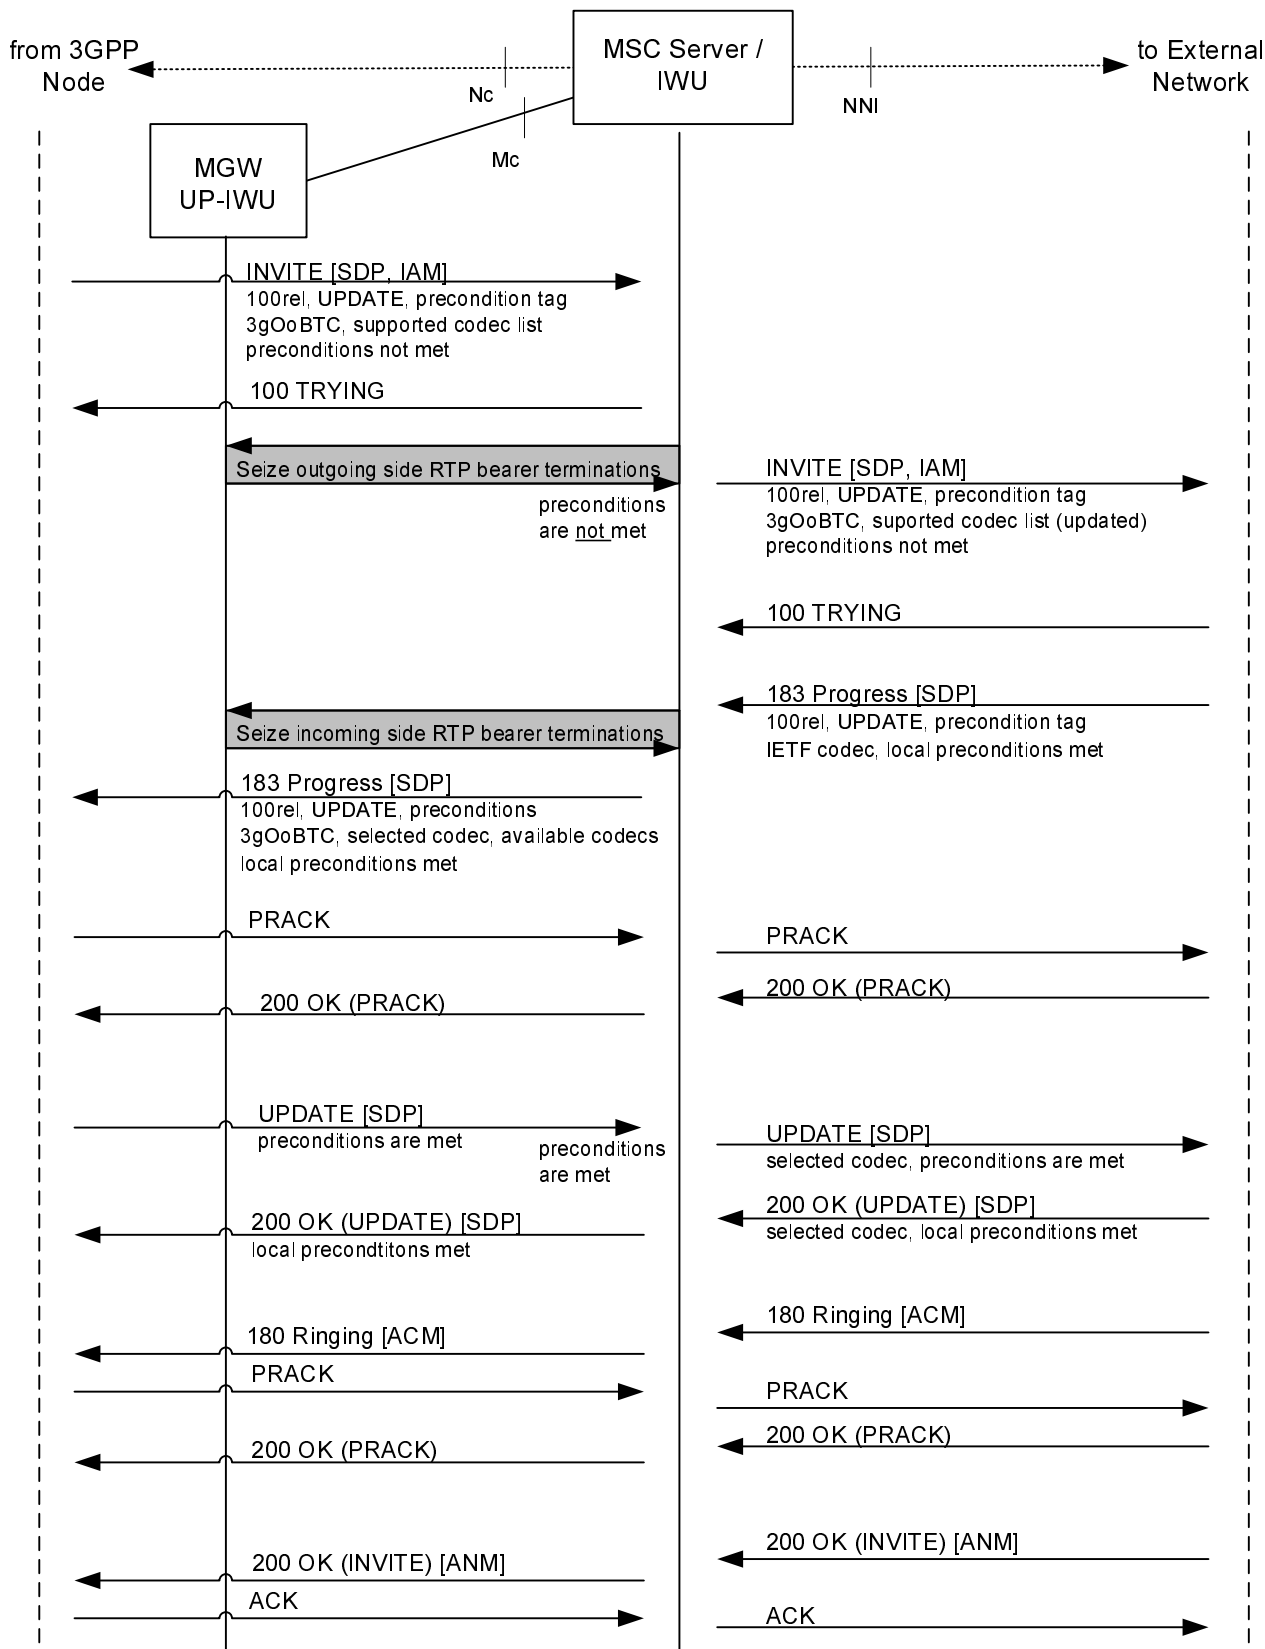 from 3GPP
Node
MSC Server /
IWU
to External
Network
Nc
NNI
Mc
MGW
UP-IWU
INVITE [SDP, IAM]
100rel, UPDATE, precondition tag
3gOoBTC, supported codec list
preconditions not met
100 TRYING
Seize outgoing side RTP bearer terminations
preconditions
are not met
INVITE [SDP, IAM]
100rel, UPDATE, precondition tag
3gOoBTC, suported codec list (updated)
preconditions not met
100 TRYING
183 Progress [SDP]
100rel, UPDATE, precondition tag
IETF codec, local preconditions met
Seize incoming side RTP bearer terminations
183 Progress [SDP]
100rel, UPDATE, preconditions
3gOoBTC, selected codec, available codecs
local preconditions met
PRACK
PRACK
200 OK (PRACK)
200 OK (PRACK)
UPDATE [SDP]
preconditions are met
preconditions
are met
UPDATE [SDP]
selected codec, preconditions are met
200 OK (UPDATE) [SDP]
selected codec, local preconditions met
200 OK (UPDATE) [SDP]
local precondtitons met
180 Ringing [ACM]
180 Ringing [ACM]
PRACK
PRACK
200 OK (PRACK)
200 OK (PRACK)
200 OK (INVITE) [ANM]
200 OK (INVITE) [ANM]
ACK
ACK